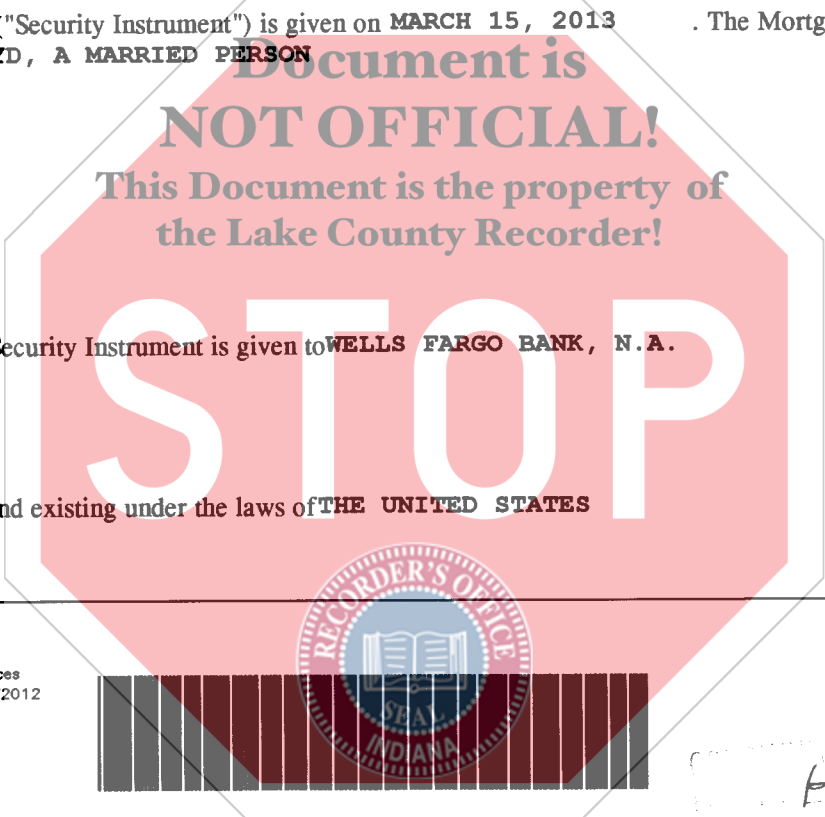 ("Security Instrument") is given on MARCH 15, 2013 . The Mortg
D, A MARRIED PERSON
Document is
NOT OFFICIAL!
This Document is the property of
the Lake County Recorder!
ecurity Instrument is given to WELLS FARGO BANK, N.A.
STOP
nd existing under the laws of THE UNITED STATES
RECORDER'S OFFICE
SEAL
INDIANA
ces
2012